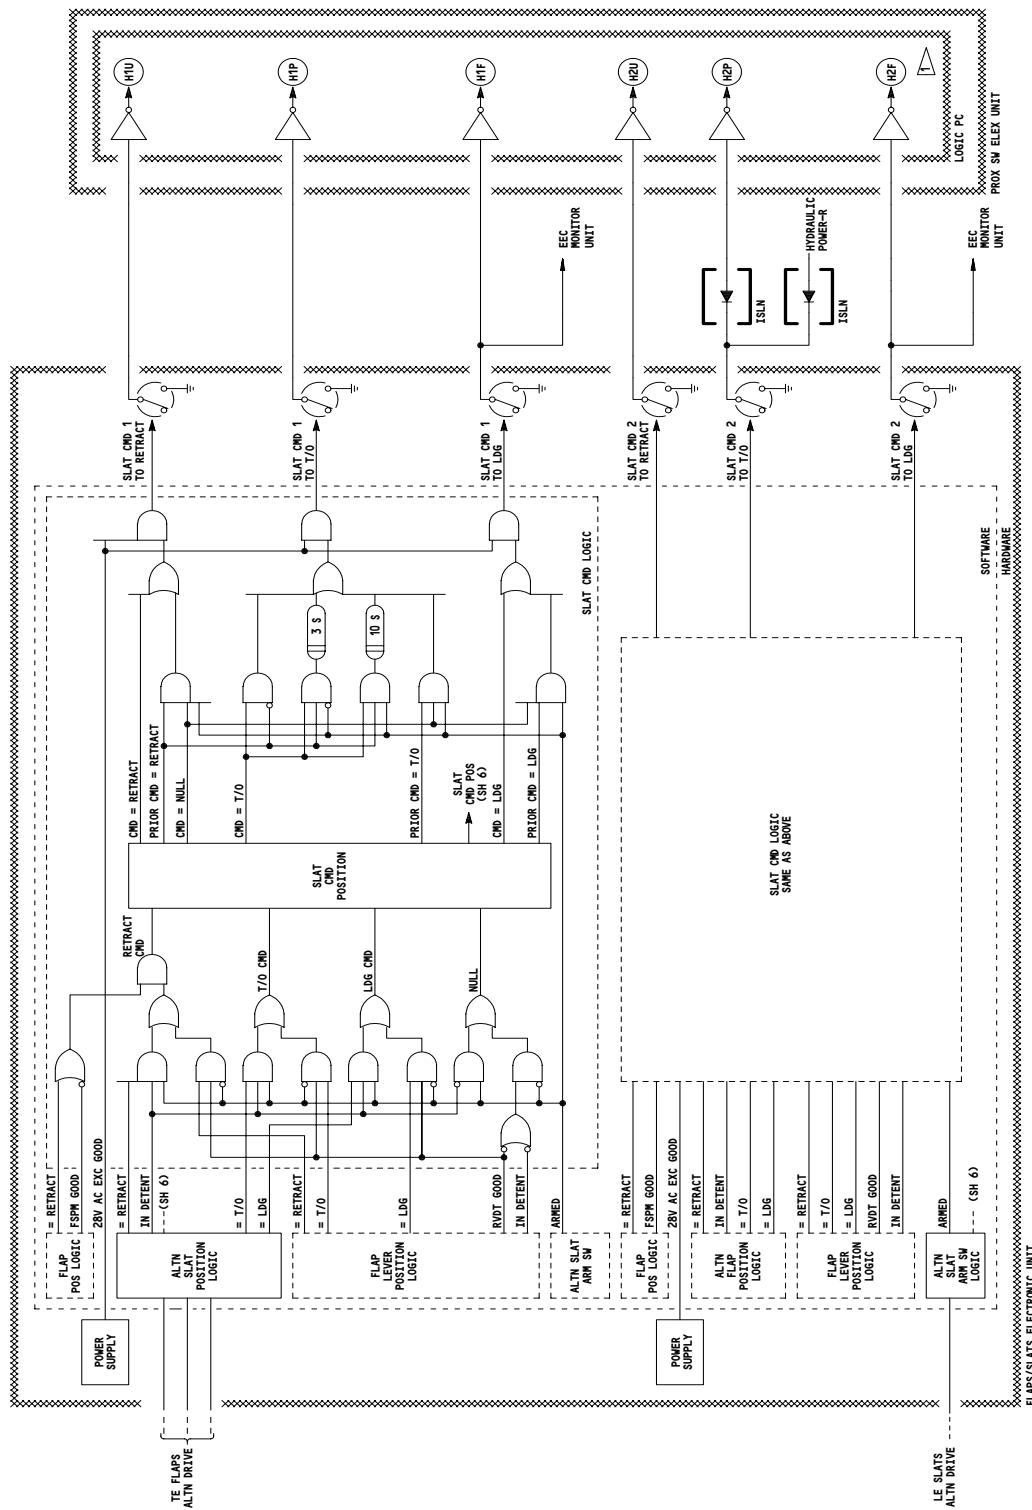 TE FLAPS
ALTN DRIVE
POWER
SUPPLY
FLAP
POS LOGIC
= RETRACT
FSPM GOOD
28V AC EXC GOOD
ALTN
SLAT
POSITION
LOGIC
= RETRACT
IN DETENT
(SH 6)
= T/O
= LDG
FLAP
LEVER
POSITION
LOGIC
= RETRACT
= T/O
= LDG
RVDT GOOD
IN DETENT
ALTN SLAT
ARM SW
ARMED
RETRACT
CMD
T/O CMD
LDG CMD
NULL
SLAT
CMD
POSITION
CMD = RETRACT
PRIOR CMD = RETRACT
CMD = NULL
CMD = T/O
PRIOR CMD = T/O
SLAT
CMD POS
(SH 6)
CMD = LDG
PRIOR CMD = LDG
3 S
10 S
SLAT CMD LOGIC
SLAT CMD 1
TO RETRACT
SLAT CMD 1
TO T/O
SLAT CMD 1
TO LDG
EEC
MONITOR
UNIT
H1U
H1P
H1F
LE SLATS
ALTN DRIVE
POWER
SUPPLY
FLAP
POS LOGIC
= RETRACT
FSPM GOOD
28V AC EXC GOOD
ALTN
FLAP
POSITION
LOGIC
= RETRACT
IN DETENT
= T/O
= LDG
FLAP
LEVER
POSITION
LOGIC
= RETRACT
= T/O
= LDG
RVDT GOOD
IN DETENT
ALTN
SLAT
ARM SW
LOGIC
ARMED
(SH 6)
SLAT CMD LOGIC
SAME AS ABOVE
SOFTWARE
HARDWARE
SLAT CMD 2
TO RETRACT
SLAT CMD 2
TO T/O
SLAT CMD 2
TO LDG
ISLN
ISLN
HYDRAULIC
POWER-R
EEC
MONITOR
UNIT
H2U
H2P
H2F
1
LOGIC PC
PROX SW ELEX UNIT
FLAPS/SLATS ELECTRONIC UNIT